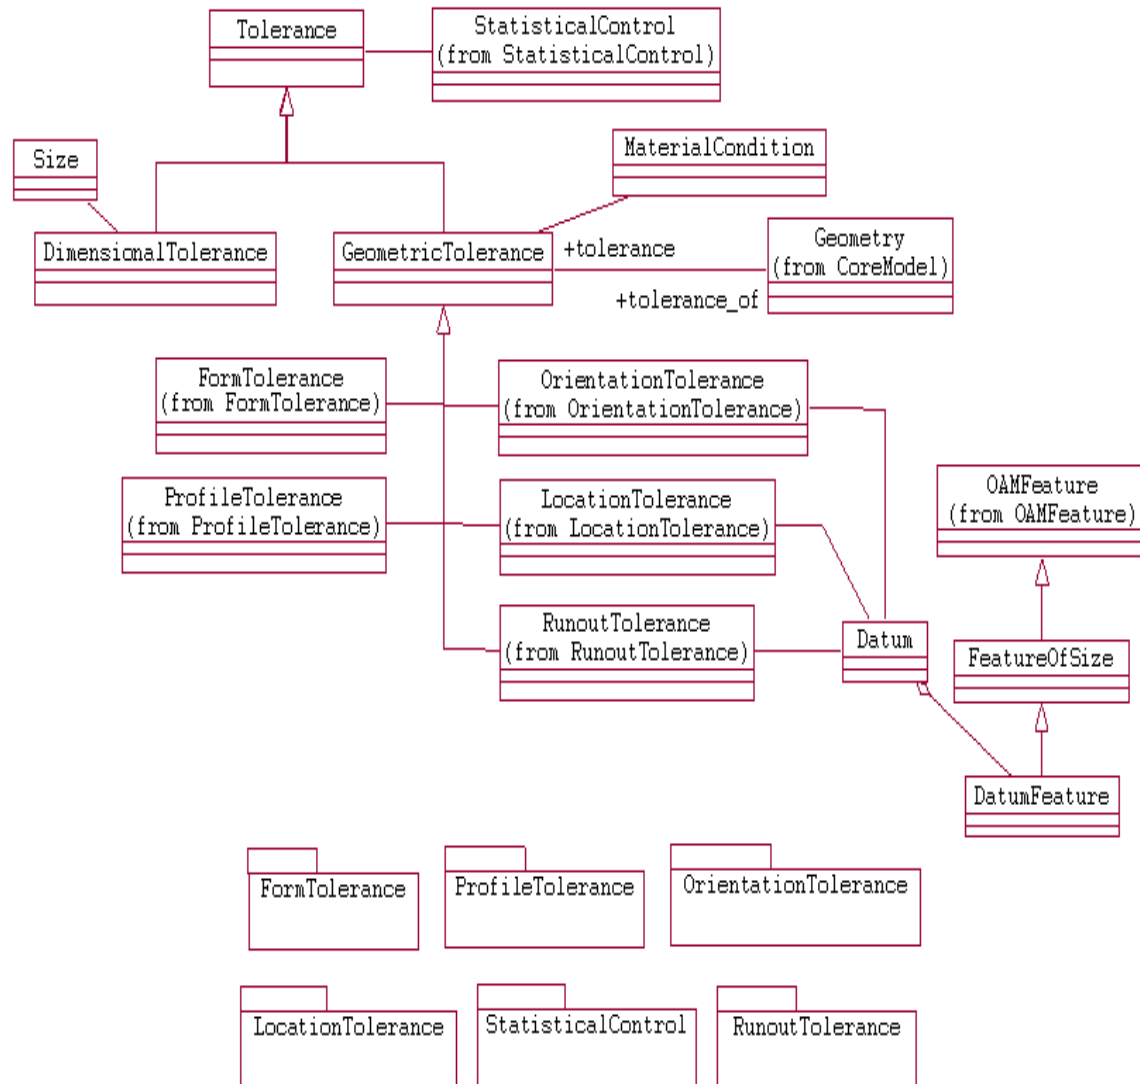 Tolerance
StatisticalControl
(from StatisticalControl)
Size
MaterialCondition
DimensionalTolerance
GeometricTolerance
+tolerance
Geometry
(from CoreModel)
+tolerance_of
FormTolerance
(from FormTolerance)
OrientationTolerance
(from OrientationTolerance)
ProfileTolerance
(from ProfileTolerance)
LocationTolerance
(from LocationTolerance)
OAMFeature
(from OAMFeature)
RunoutTolerance
(from RunoutTolerance)
Datum
FeatureOfSize
DatumFeature
FormTolerance
ProfileTolerance
OrientationTolerance
LocationTolerance
StatisticalControl
RunoutTolerance